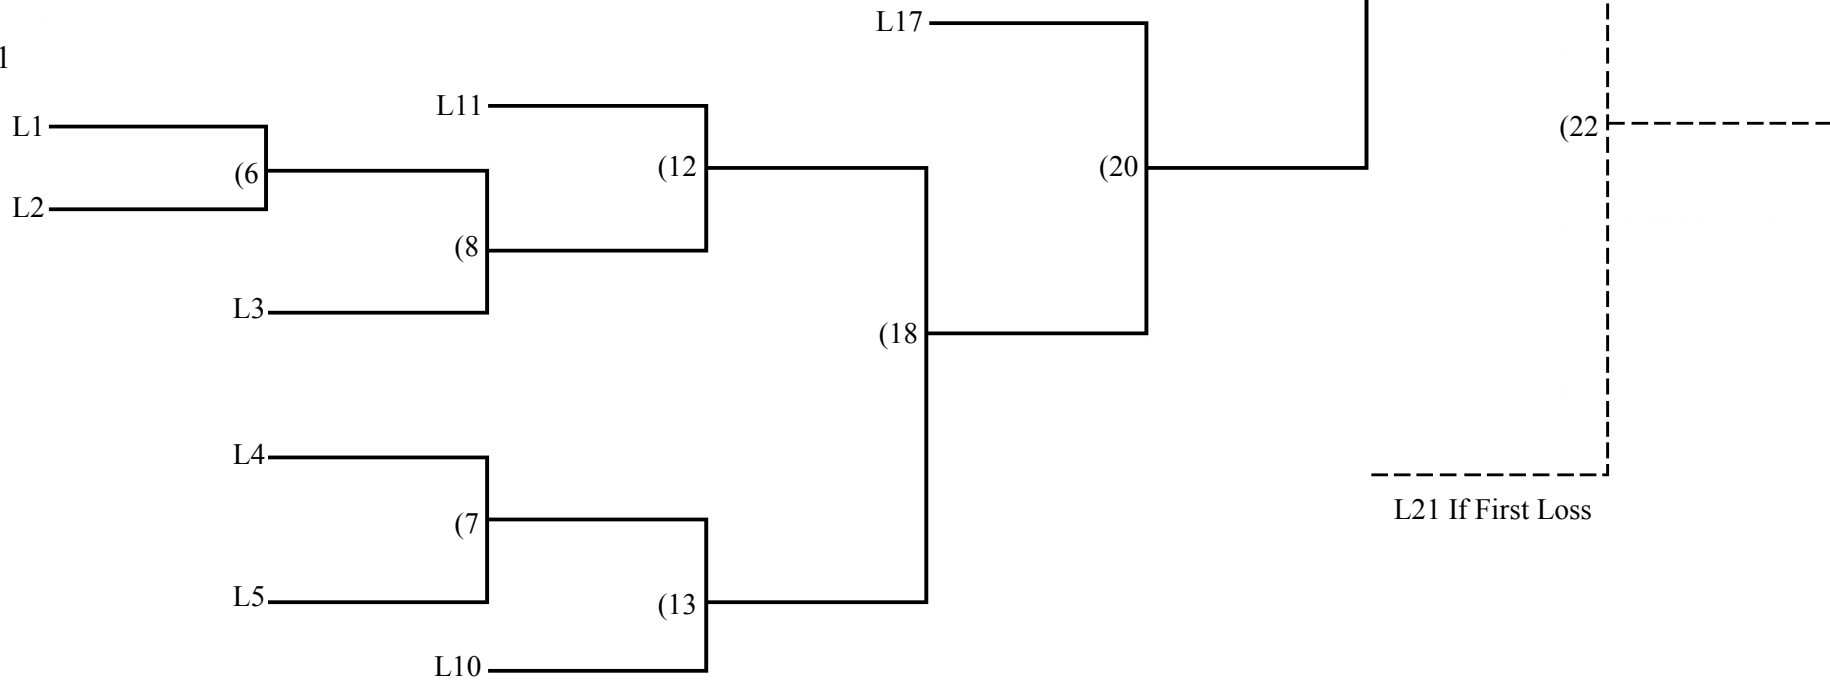 L17
1
L11
L1
(22
(12
(20
(6
L2
(8
L3
(18
L4
L21 If First Loss
(7
L5
(13
L10